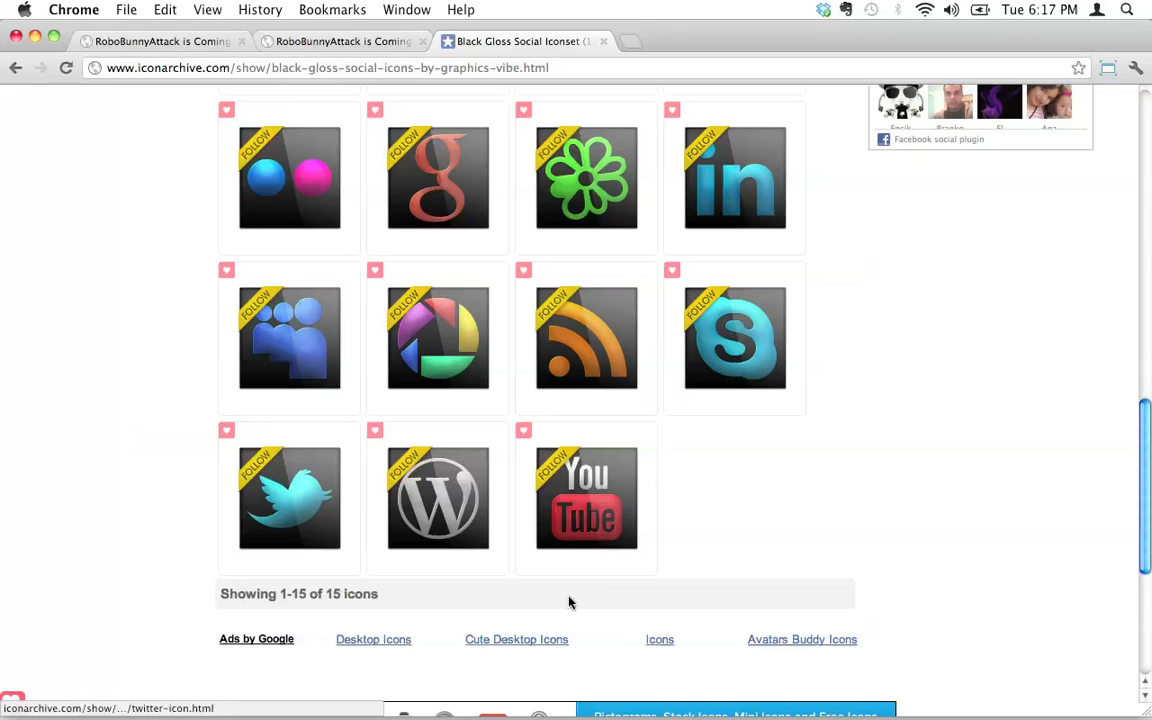 Chrome File Edit View History Bookmarks Window Help Tue 6:17 PM
RoboBunnyAttack is Coming RoboBunnyAttack is Coming Black Gloss Social Iconset (1
www.iconarchive.com/show/black-gloss-social-icons-by-graphics-vibe.html
Facebook social plugin
FOLLOW FOLLOW g FOLLOW FOLLOW in
FOLLOW FOLLOW FOLLOW FOLLOW S
FOLLOW FOLLOW W FOLLOW You Tube
Showing 1-15 of 15 icons
Ads by Google Desktop Icons Cute Desktop Icons Icons Avatars Buddy Icons
iconarchive.com/show/.../twitter-icon.html